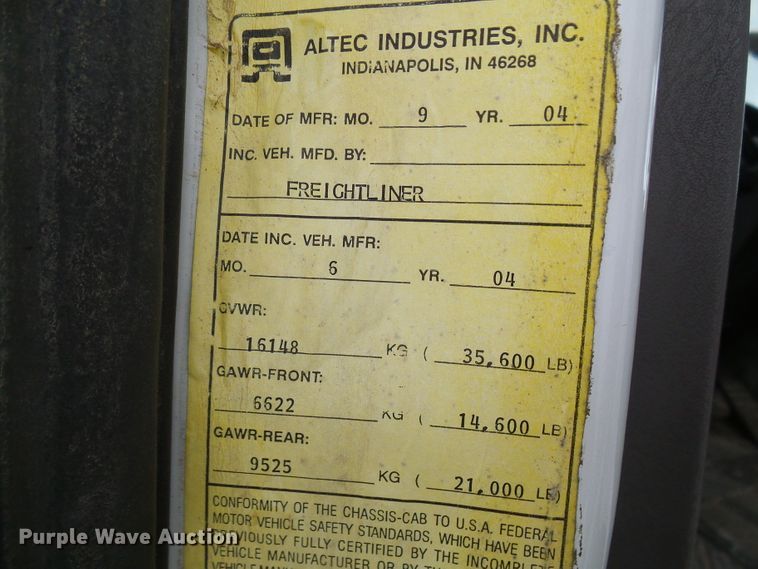 ALTEC INDUSTRIES, INC.
INDIANAPOLIS, IN 46268
DATE OF MFR: MO. 9 YR. 04
INC. VEH. MFD. BY:
FREIGHTLINER
DATE INC. VEH. MFR:
MO. 6 YR. 04
GVWR:
16148 KG ( 35,600 LB)
GAWR-FRONT:
6622 KG ( 14,600 LB)
GAWR-REAR:
9525 KG ( 21,000 LB)
CONFORMITY OF THE CHASSIS-CAB TO U.S.A. FEDERAL
MOTOR VEHICLE SAFETY STANDARDS, WHICH HAVE BEEN
PREVIOUSLY FULLY CERTIFIED BY THE INCOMPLETE
VEHICLE MANUFACTURER OR BY
Purple Wave Auction